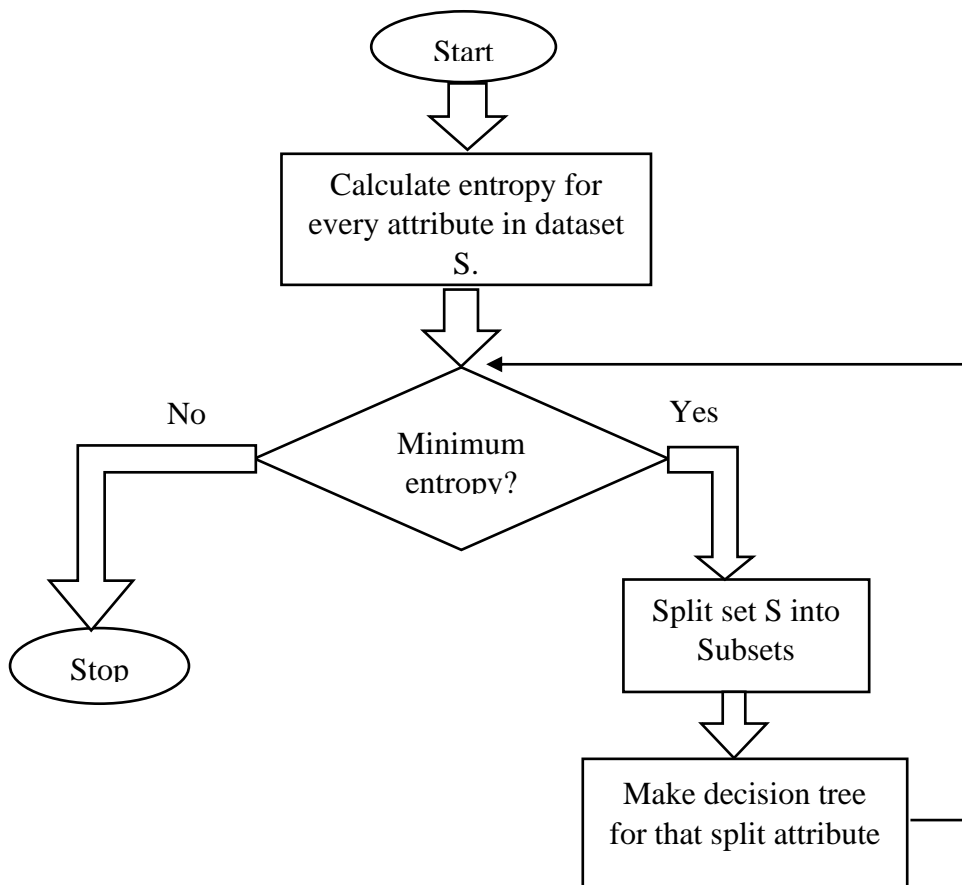 Start
Calculate entropy for
every attribute in dataset
S.
No
Yes
Minimum
entropy?
Split set S into
Subsets
Stop
Make decision tree
for that split attribute